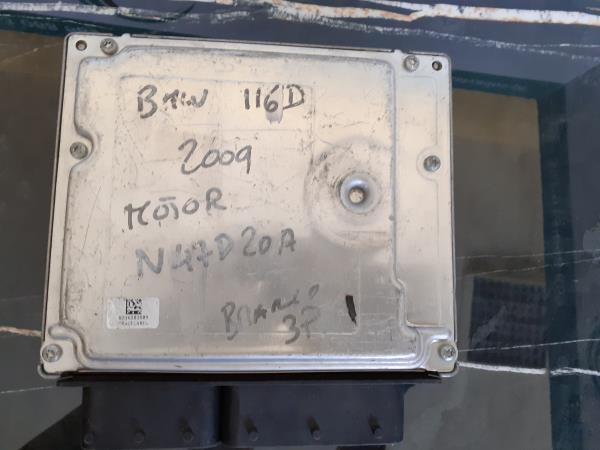 BMW 116D
2009
MOTOR
N47D20A
BRANCO
3P